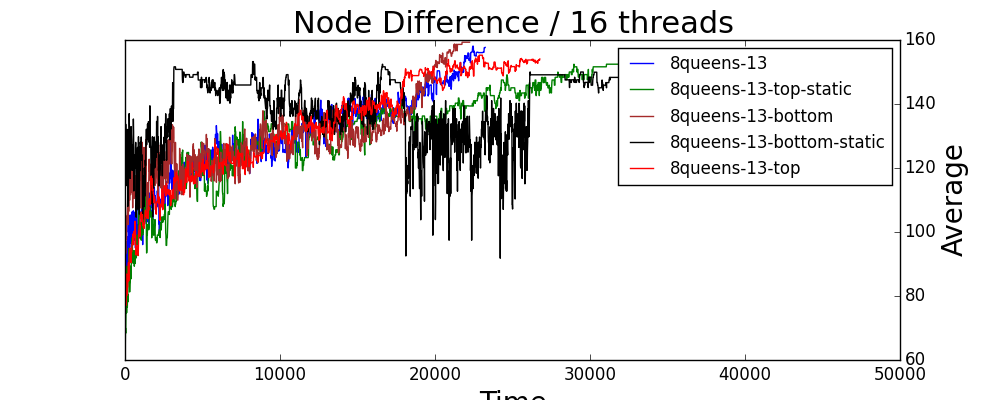 Node Difference / 16 threads
160
140
120
100
80
60
Average
8queens-13
8queens-13-top-static
8queens-13-bottom
8queens-13-bottom-static
8queens-13-top
0
10000
20000
30000
40000
50000
Time